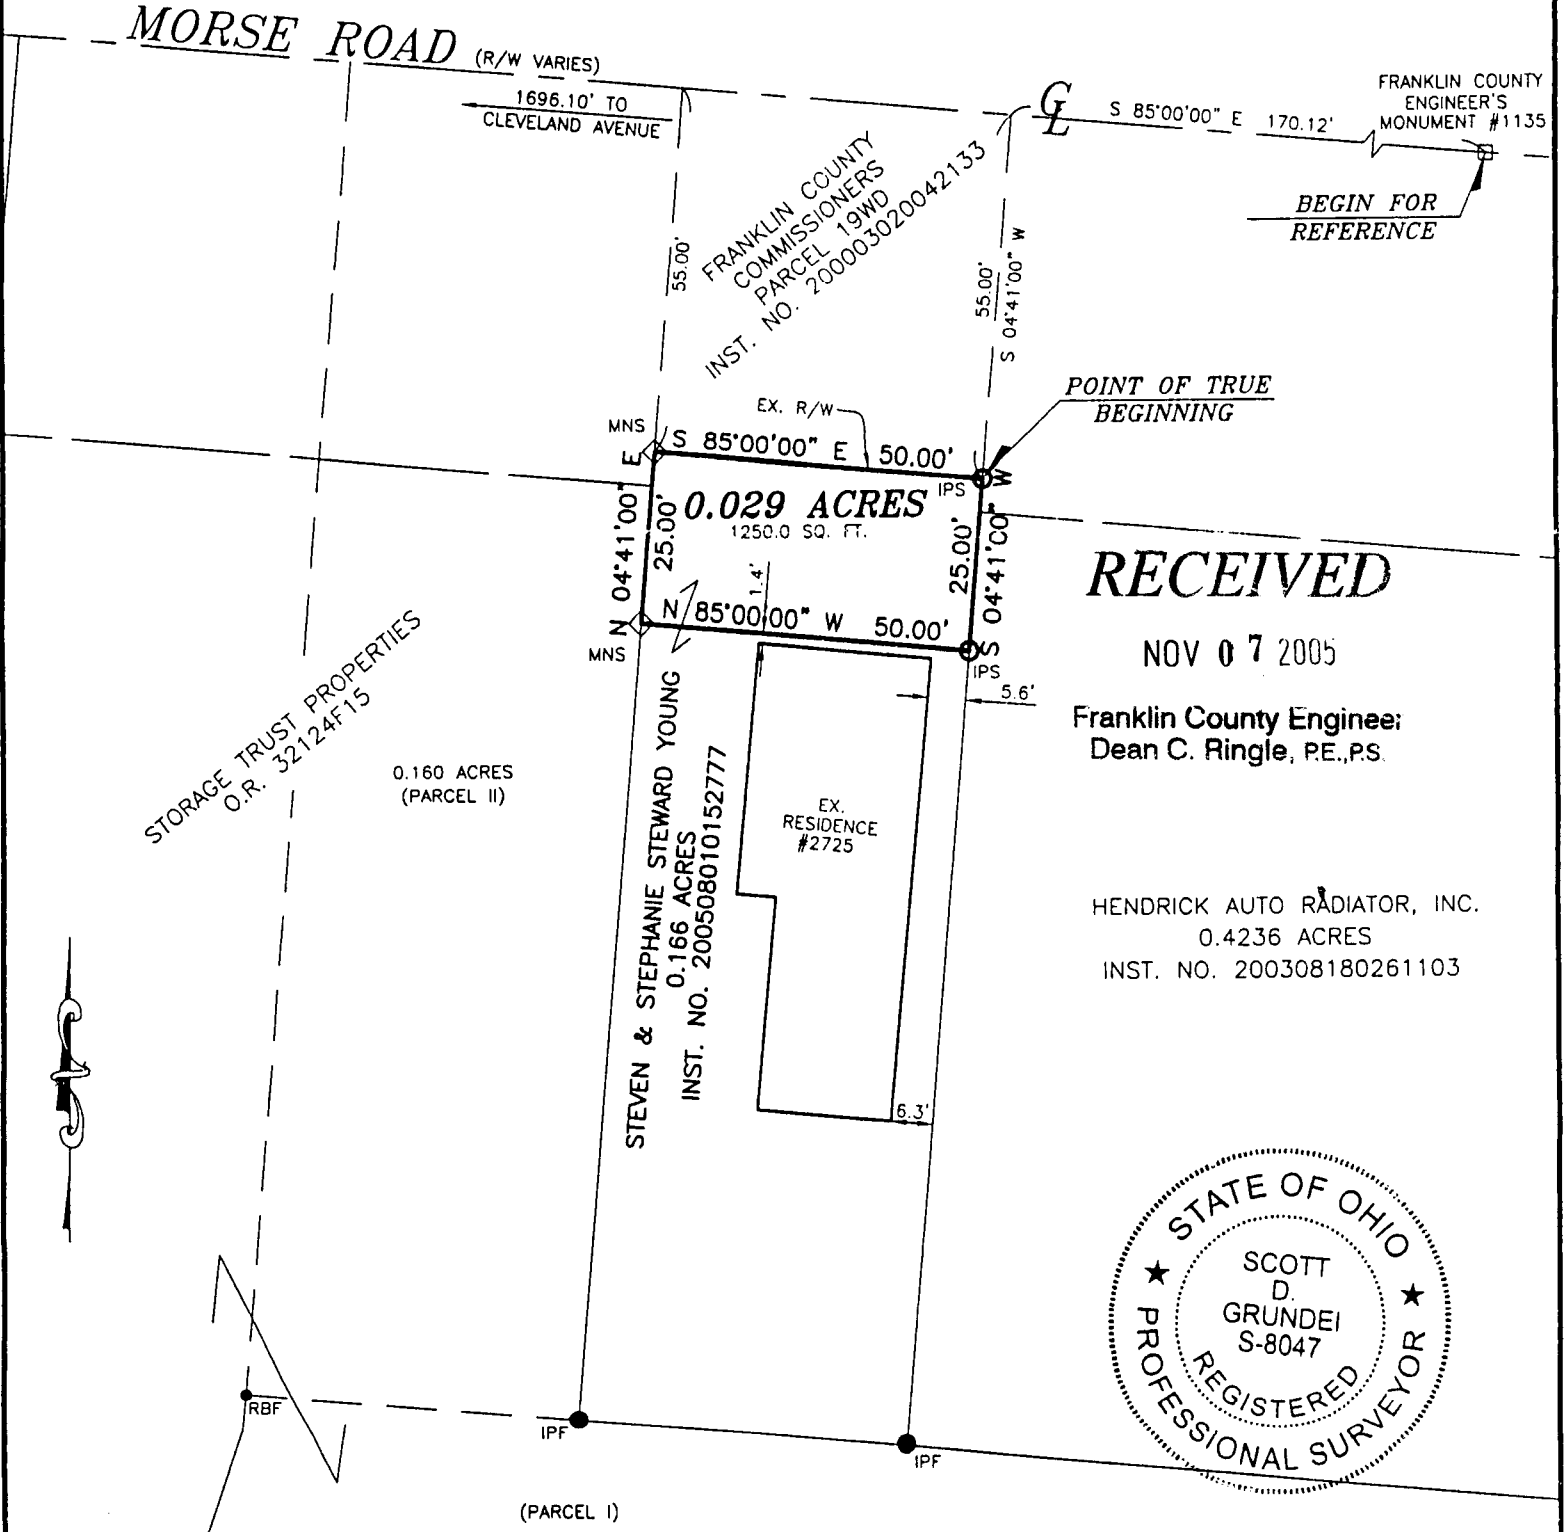 MORSE ROAD (R/W VARIES)
1696.10' TO
CLEVELAND AVENUE
FRANKLIN COUNTY
ENGINEER'S
MONUMENT #1135
S 85°00'00" E 170.12'
BEGIN FOR
REFERENCE
FRANKLIN COUNTY
COMMISSIONERS
PARCEL 19WD
INST. NO. 200003020042133
55.00'
55.00'
S 04°41'00" W
POINT OF TRUE
BEGINNING
EX. R/W
MNS
S 85°00'00" E 50.00'
IPS
0.029 ACRES
1250.0 SQ. FT.
N 04°41'00" E
25.00'
25.00'
S 04°41'00" W
1.4'
N 85°00'00" W 50.00'
MNS
IPS
5.6'
RECEIVED
NOV 07 2005
Franklin County Engineer
Dean C. Ringle, P.E.,P.S.
STORAGE TRUST PROPERTIES
O.R. 32124F15
0.160 ACRES
(PARCEL II)
STEVEN & STEPHANIE STEWARD YOUNG
0.166 ACRES
INST. NO. 200508010152777
EX.
RESIDENCE
#2725
HENDRICK AUTO RADIATOR, INC.
0.4236 ACRES
INST. NO. 200308180261103
6.3'
STATE OF OHIO
SCOTT
D.
GRUNDEI
S-8047
REGISTERED
PROFESSIONAL SURVEYOR
RBF
IPF
IPF
(PARCEL I)